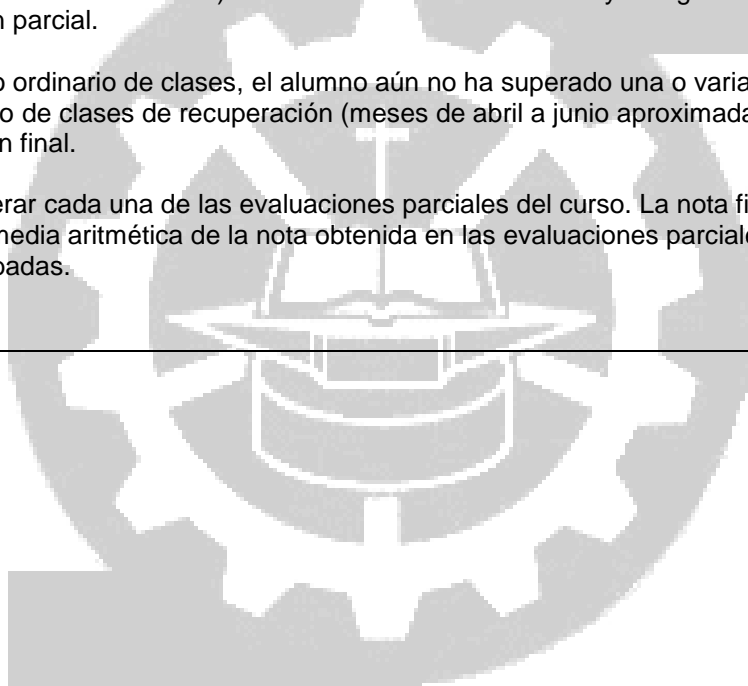 n parcial.
o ordinario de clases, el alumno aún no ha superado una o varia
o de clases de recuperación (meses de abril a junio aproximada
n final.
erar cada una de las evaluaciones parciales del curso. La nota fi
media aritmética de la nota obtenida en las evaluaciones parciale
badas.